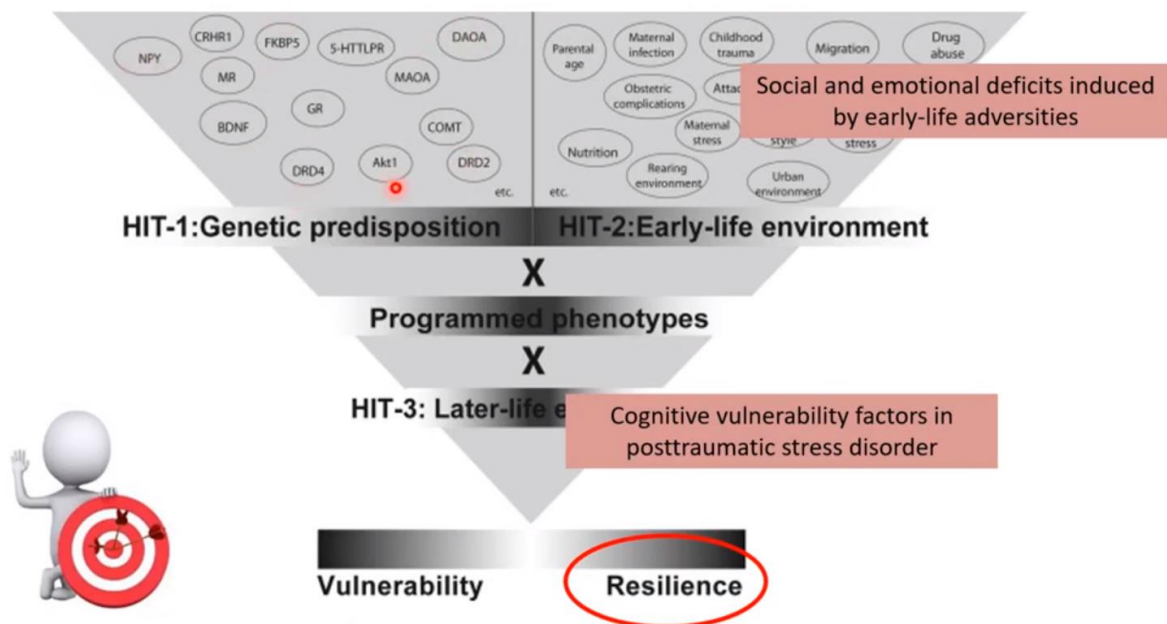 CRHR1
FKBP5
5-HTTLPR
DAOA
NPY
MR
MAOA
GR
BDNF
COMT
DRD4
Akt1
DRD2
etc.
Parental
age
Maternal
infection
Childhood
trauma
Migration
Drug
abuse
Obstetric
complications
Social and emotional deficits induced
by early-life adversities
Maternal
stress
style
stress
Nutrition
Rearing
environment
Urban
environment
etc.
HIT-1:Genetic predisposition
HIT-2:Early-life environment
X
Programmed phenotypes
X
HIT-3: Later-life
Cognitive vulnerability factors in
posttraumatic stress disorder
Vulnerability
Resilience